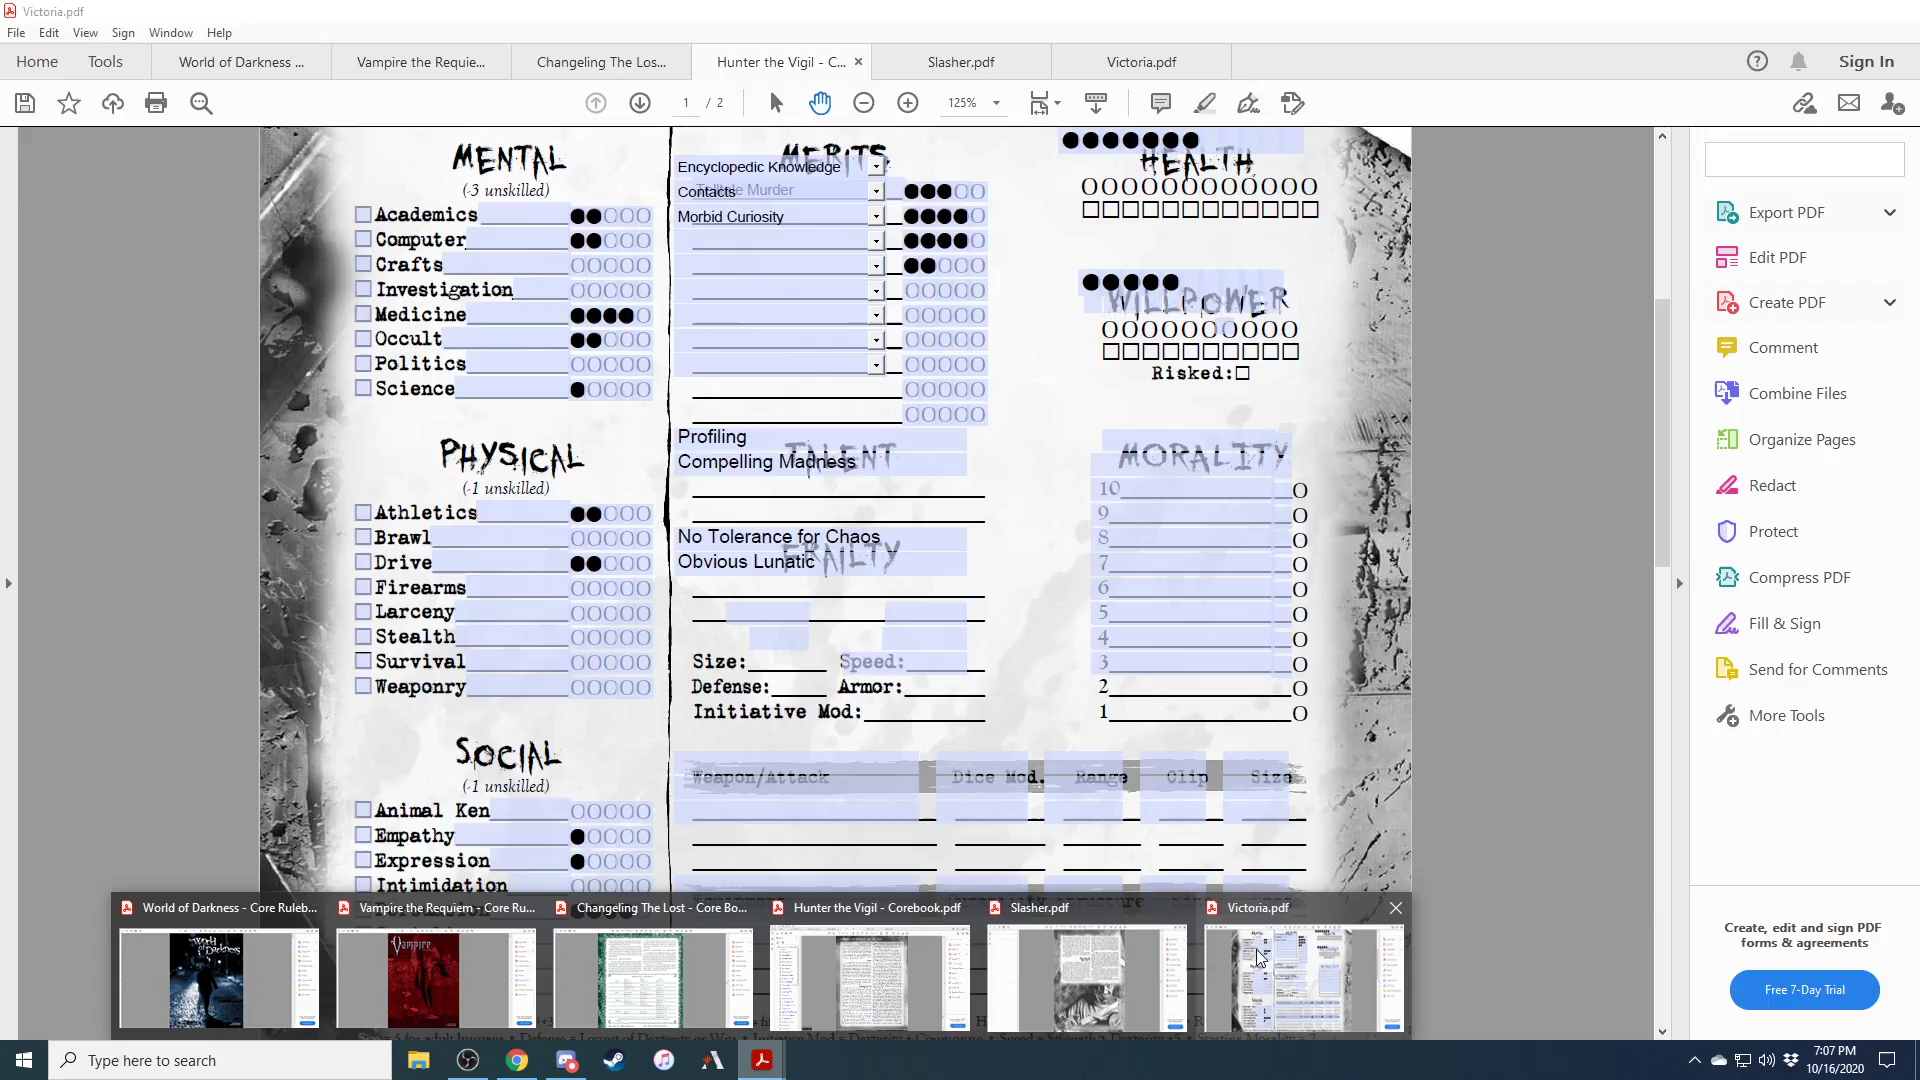 Victoria.pdf
File Edit View Sign Window Help
Home Tools World of Darkness ... Vampire the Requie... Changeling The Los... Hunter the Vigil - C... Slasher.pdf Victoria.pdf Sign In
1 / 2 125%
MENTAL
(-3 unskilled)
Academics
Computer
Crafts
Investigation
Medicine
Occult
Politics
Science
PHYSICAL
(-1 unskilled)
Athletics
Brawl
Drive
Firearms
Larceny
Stealth
Survival
Weaponry
SOCIAL
(-1 unskilled)
Animal Ken
Empathy
Expression
Intimidation
MERITS
Encyclopedic Knowledge
Contacts
Morbid Curiosity
TALENT
Profiling
Compelling Madness
FRAILTY
No Tolerance for Chaos
Obvious Lunatic
Size: Speed:
Defense: Armor:
Initiative Mod:
HEALTH
WILLPOWER
Risked:
MORALITY
10
9
8
7
6
5
4
3
2
1
Weapon/Attack Dice Mod. Range Clip Size
Export PDF
Edit PDF
Create PDF
Comment
Combine Files
Organize Pages
Redact
Protect
Compress PDF
Fill & Sign
Send for Comments
More Tools
Create, edit and sign PDF
forms & agreements
Free 7-Day Trial
World of Darkness - Core Ruleb... Vampire the Requiem - Core Ru... Changeling The Lost - Core Bo... Hunter the Vigil - Corebook.pdf Slasher.pdf Victoria.pdf
Vampire
Type here to search
7:07 PM
10/16/2020